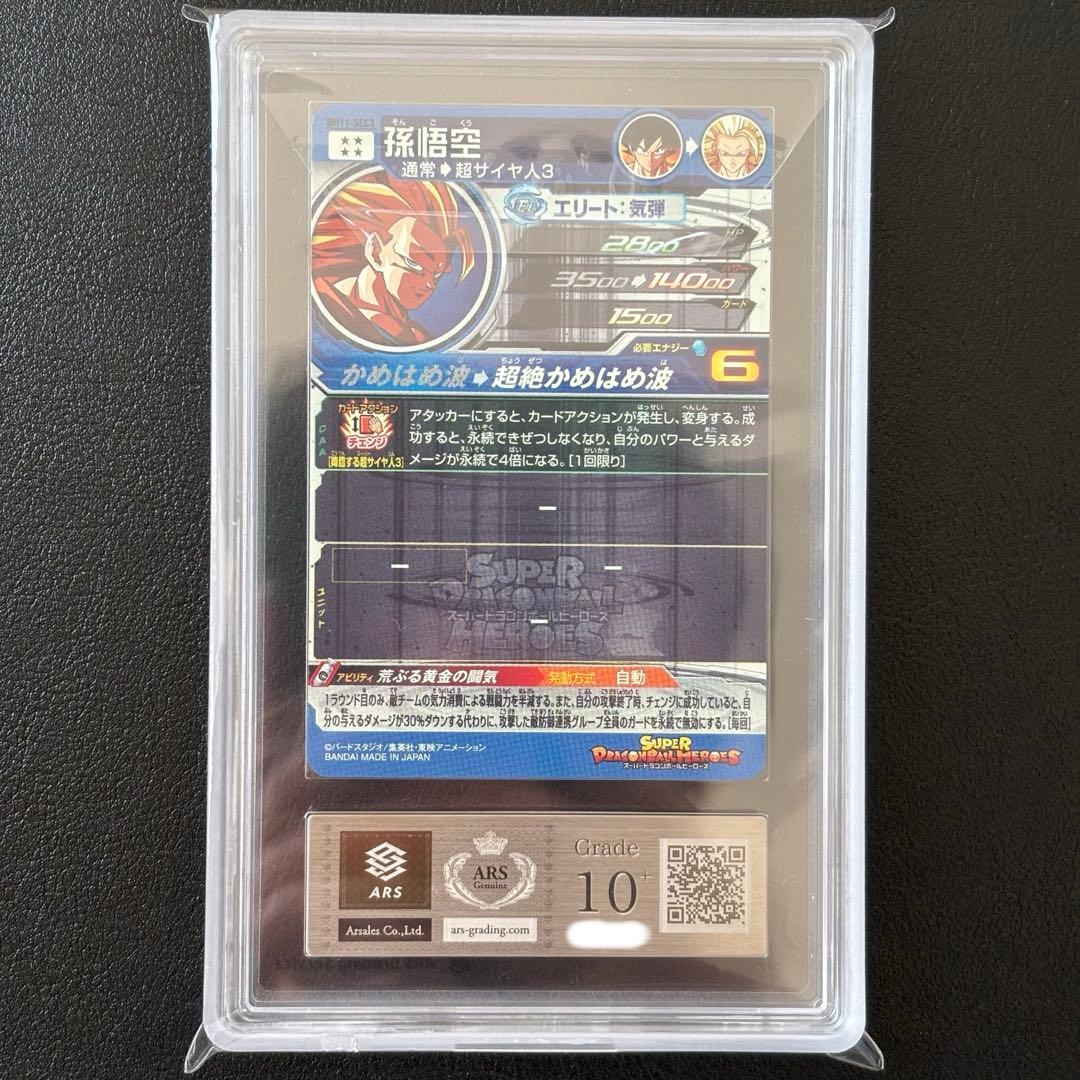 BM11-SEC3
孫悟空
そん ご くう
通常➡超サイヤ人3
エリート:気弾
HP
2800
パワー
3500➡14000
ガード
1500
必要エナジー
6
かめはめ波➡超絶かめはめ波
CAA
カードアクション
チェンジ
[降臨する超サイヤ人3]
アタッカーにすると、カードアクションが発生し、変身する。成
功すると、永続できぜつしなくなり、自分のパワーと与えるダ
メージが永続で4倍になる。[1回限り]
ー
ユニット
ー ー
ー
SUPER
DRAGONBALL
スーパードラゴンボールヒーローズ
HEROES
アビリティ 荒ぶる黄金の闘気 発動方式 自動
1ラウンド目のみ、敵チームの気力消費による戦闘力を半減する。また、自分の攻撃終了時、チェンジに成功していると、自
分の与えるダメージが30%ダウンする代わりに、攻撃した敵防御連携グループ全員のガードを永続で無効にする。[毎回]
©バードスタジオ/集英社・東映アニメーション
BANDAI MADE IN JAPAN
SUPER
DRAGONBALL HEROES
スーパードラゴンボールヒーローズ
ARS
Arsales Co.,Ltd.
ARS
Genuine
ars-grading.com
Grade
10+